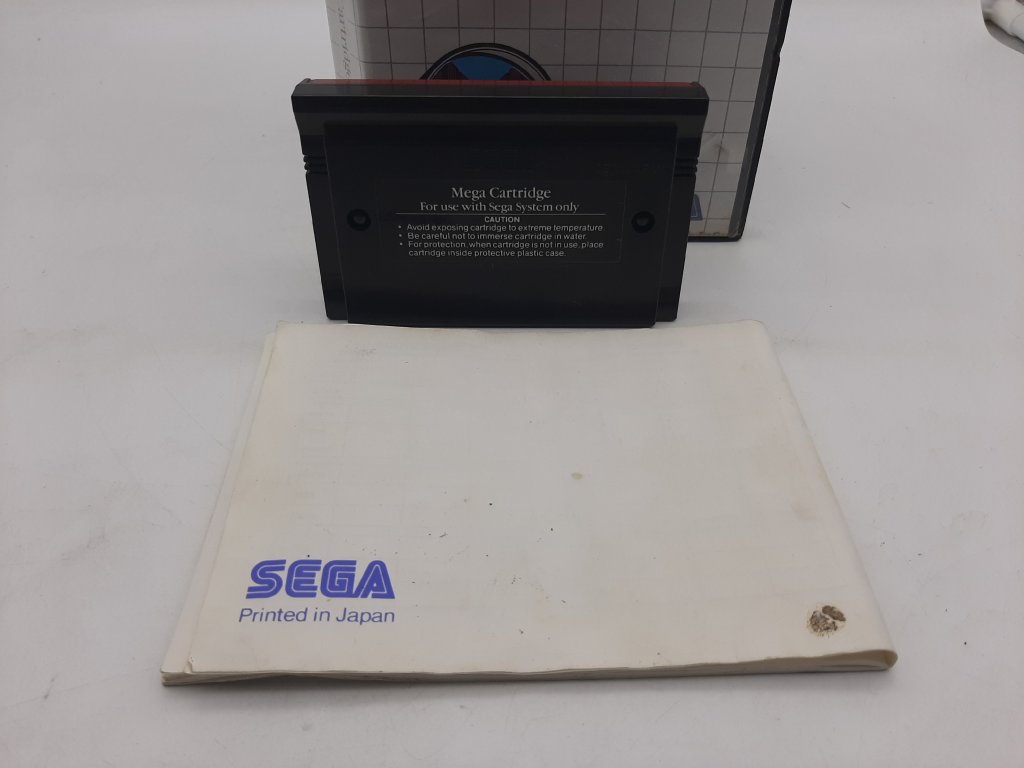 Mega Cartridge
For use with Sega System only
CAUTION
• Avoid exposing cartridge to extreme temperature.
• Be careful not to immerse cartridge in water.
• For protection, when cartridge is not in use, place
cartridge inside protective plastic case.
SEGA
Printed in Japan